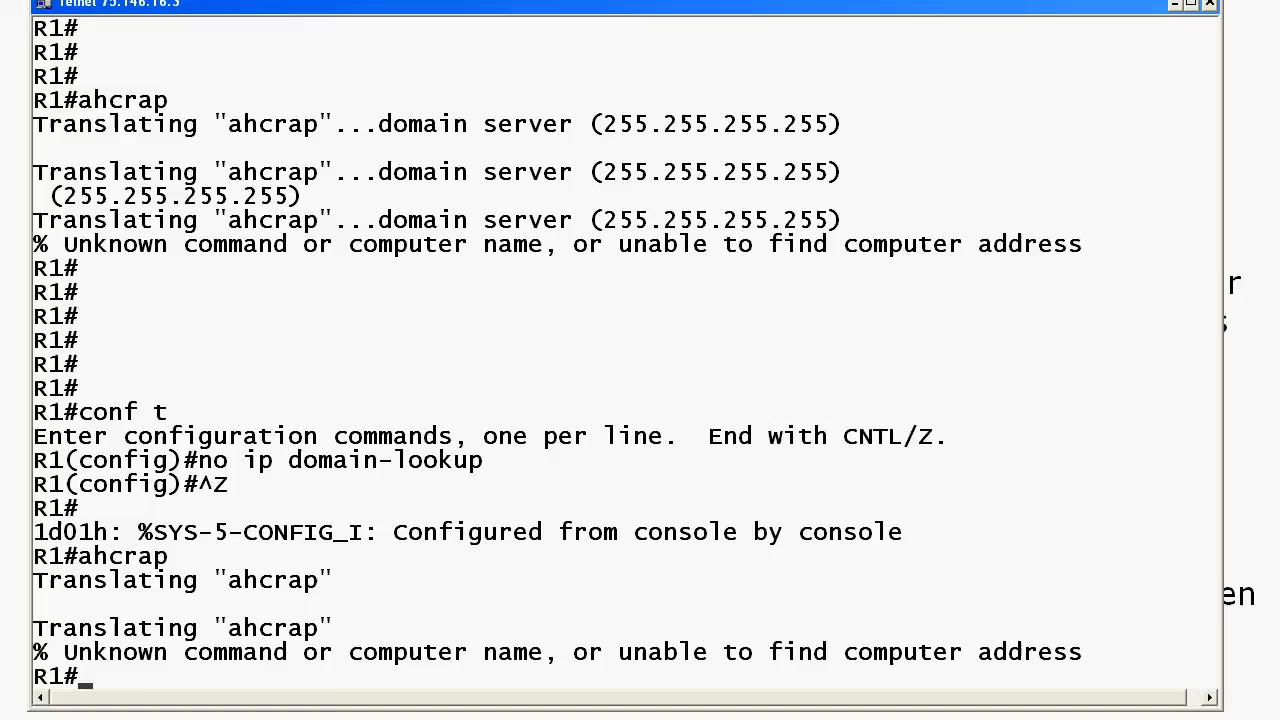 Telnet 75.146.16.3
R1#
R1#
R1#
R1#ahcrap
Translating "ahcrap"...domain server (255.255.255.255)
Translating "ahcrap"...domain server (255.255.255.255)
(255.255.255.255)
Translating "ahcrap"...domain server (255.255.255.255)
% Unknown command or computer name, or unable to find computer address
R1#
R1#
R1#
R1#
R1#
R1#
R1#conf t
Enter configuration commands, one per line.  End with CNTL/Z.
R1(config)#no ip domain-lookup
R1(config)#^Z
R1#
1d01h: %SYS-5-CONFIG_I: Configured from console by console
R1#ahcrap
Translating "ahcrap"
Translating "ahcrap"
% Unknown command or computer name, or unable to find computer address
R1#_